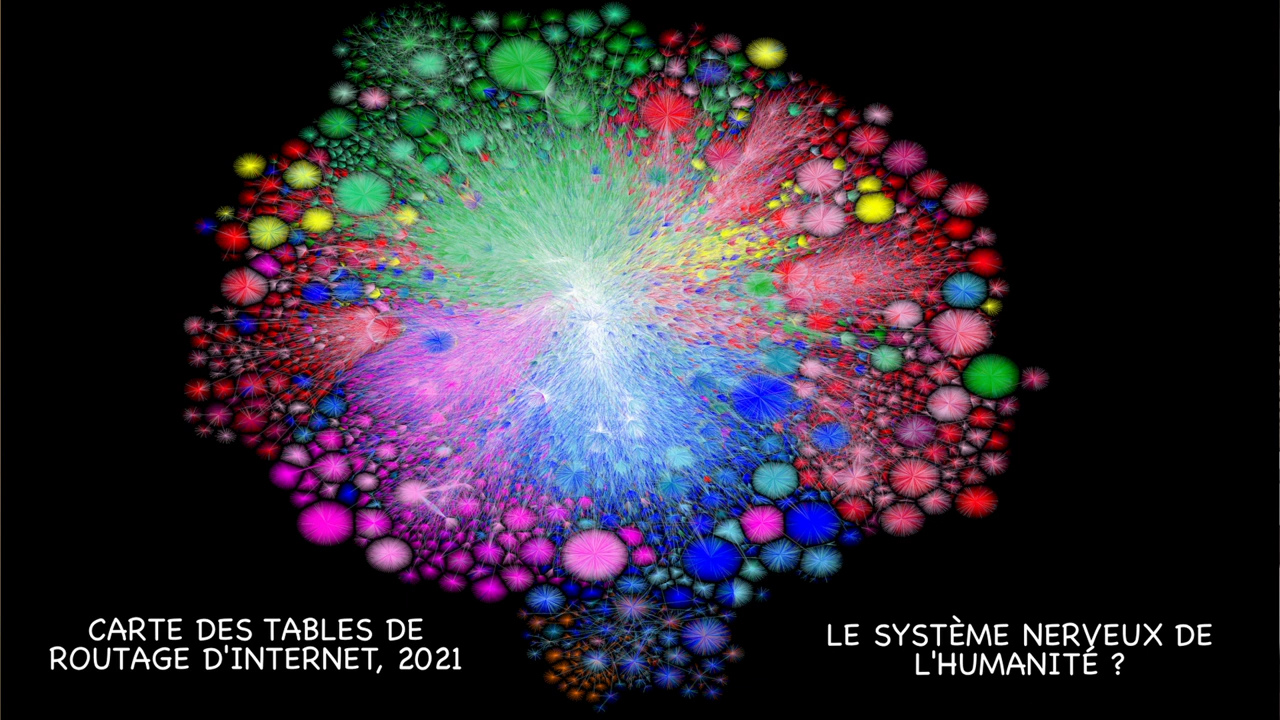 CARTE DES TABLES DE
ROUTAGE D'INTERNET, 2021
LE SYSTÈME NERVEUX DE
L'HUMANITÉ ?